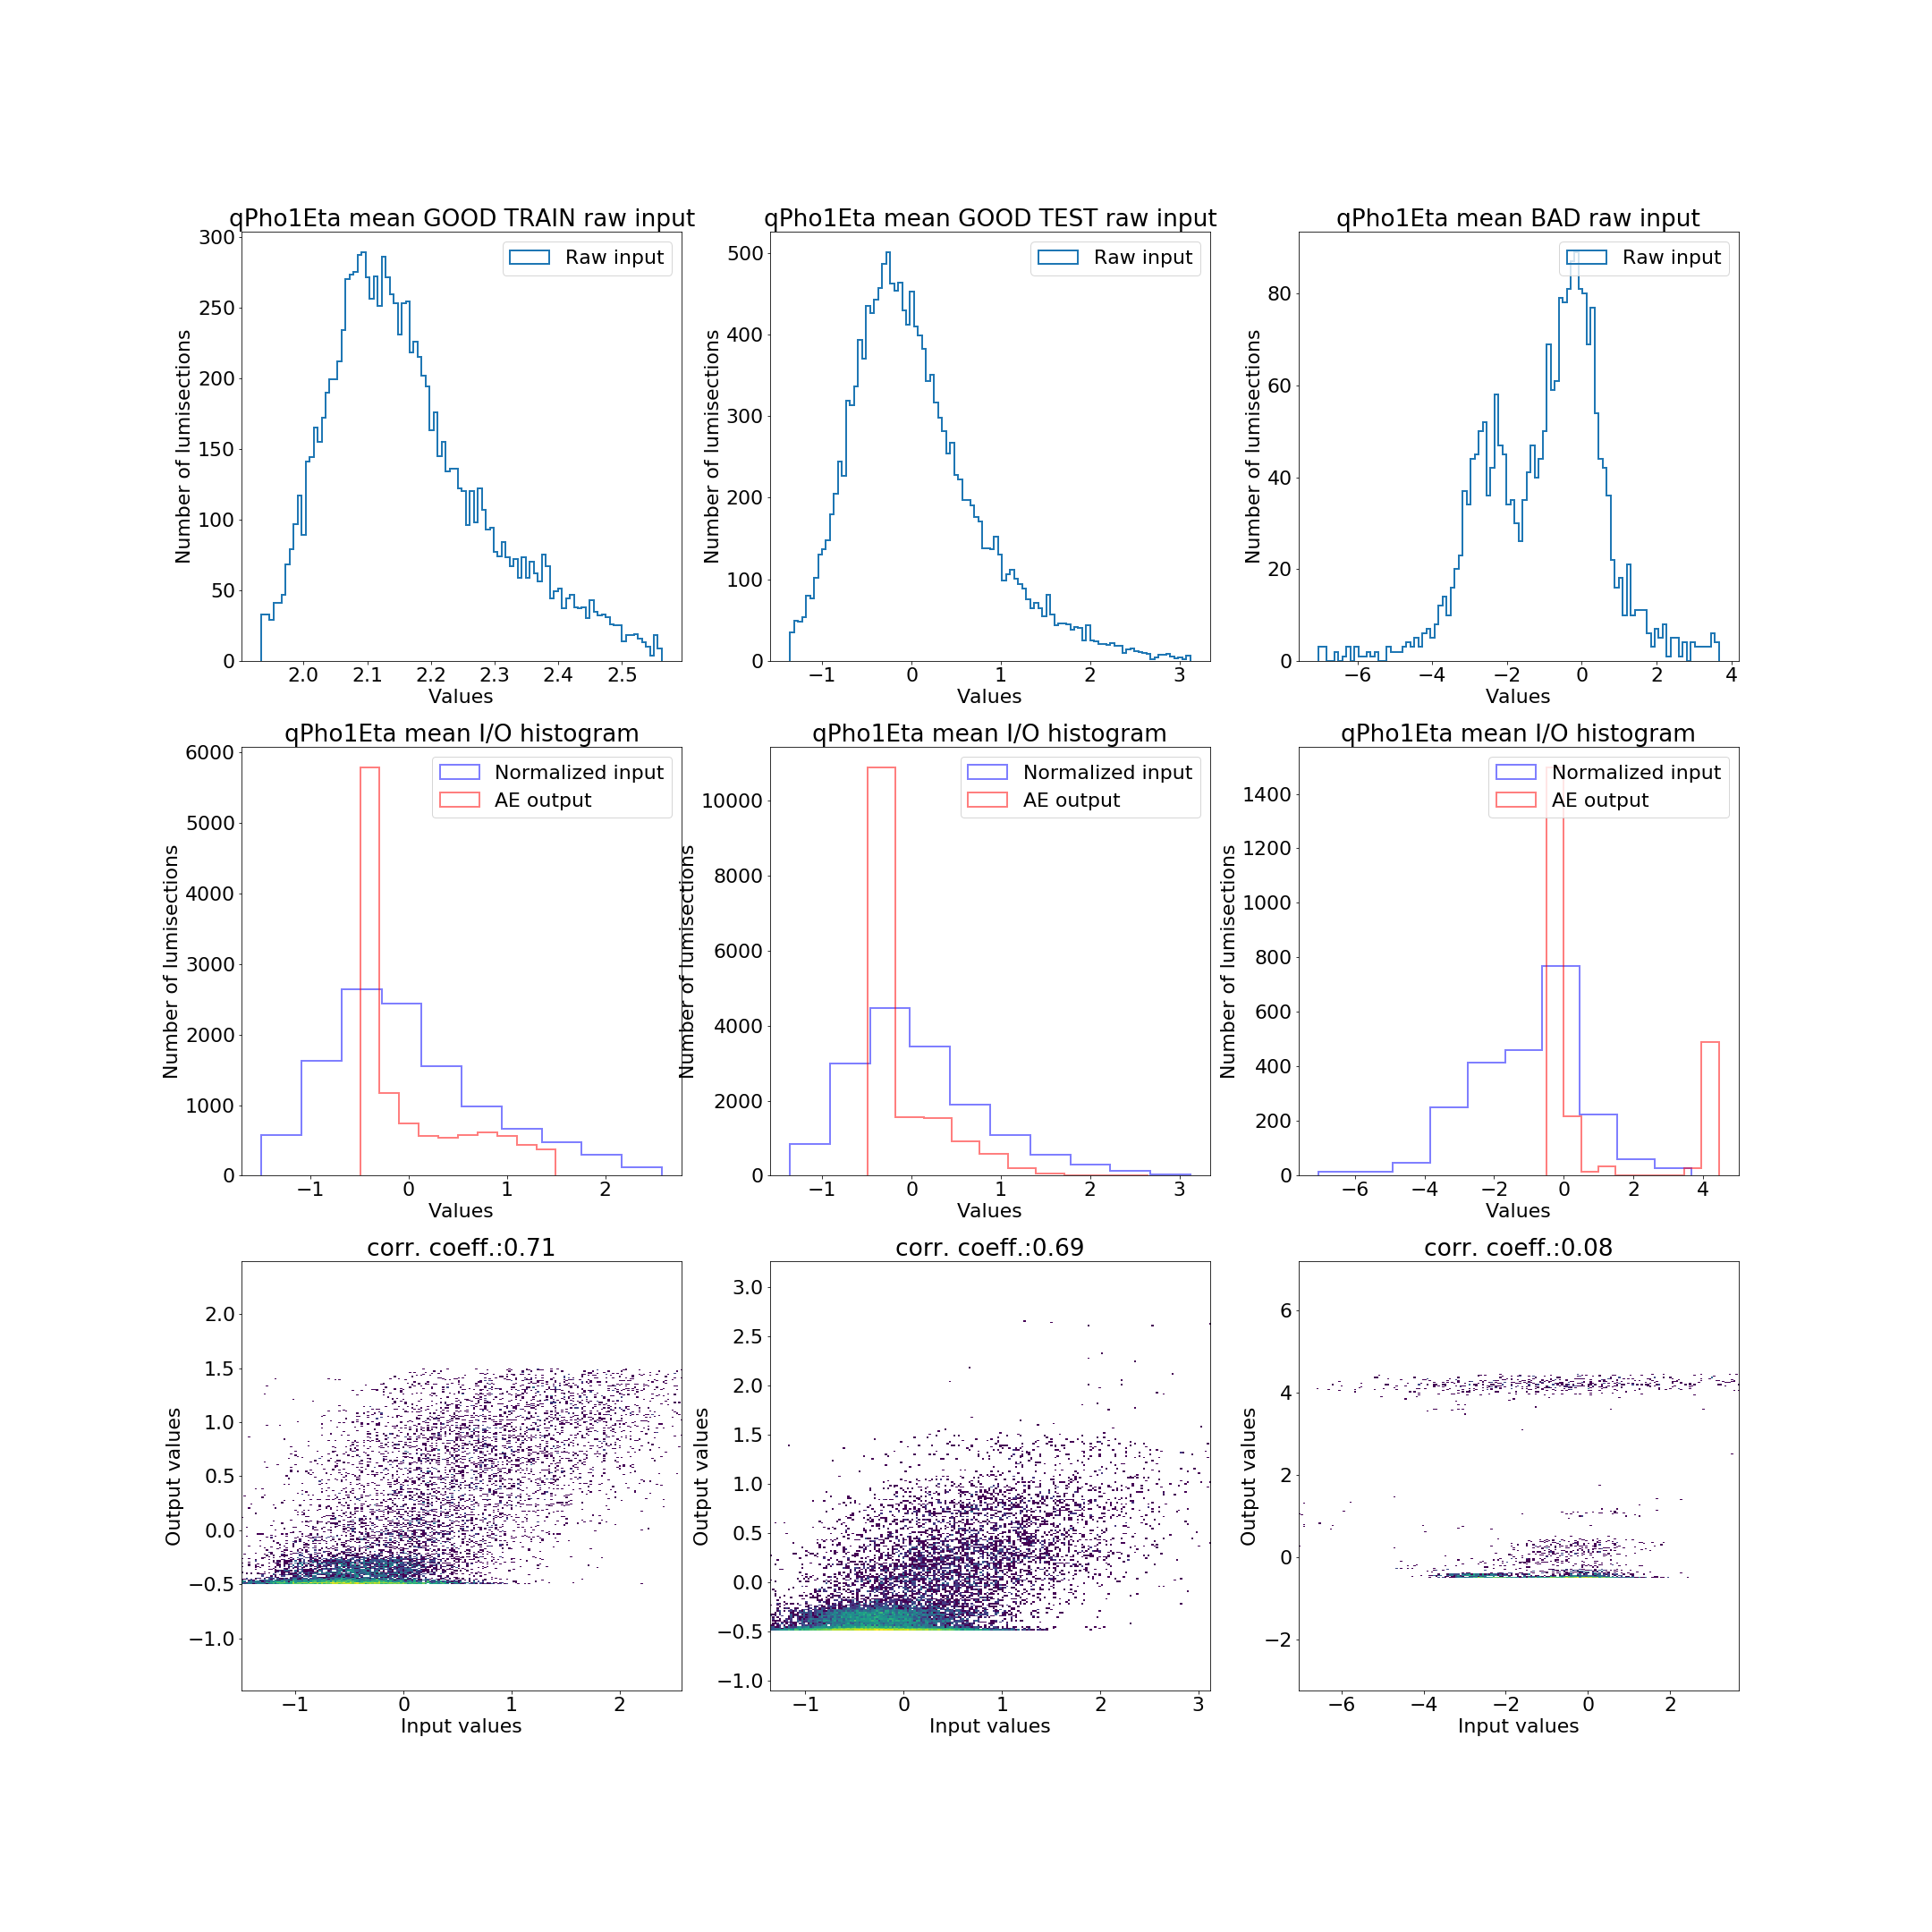 qPho1Eta mean GOOD TRAIN raw input
Raw input
Number of lumisections
300
250
200
150
100
50
0
2.0 2.1 2.2 2.3 2.4 2.5
Values
qPho1Eta mean GOOD TEST raw input
Raw input
Number of lumisections
500
400
300
200
100
0
−1 0 1 2 3
Values
qPho1Eta mean BAD raw input
Raw input
Number of lumisections
80
60
40
20
0
−6 −4 −2 0 2 4
Values
qPho1Eta mean I/O histogram
Normalized input
AE output
Number of lumisections
6000
5000
4000
3000
2000
1000
0
−1 0 1 2
Values
qPho1Eta mean I/O histogram
Normalized input
AE output
Number of lumisections
10000
8000
6000
4000
2000
0
−1 0 1 2 3
Values
qPho1Eta mean I/O histogram
Normalized input
AE output
Number of lumisections
1400
1200
1000
800
600
400
200
0
−6 −4 −2 0 2 4
Values
corr. coeff.:0.71
Output values
2.0
1.5
1.0
0.5
0.0
−0.5
−1.0
−1 0 1 2
Input values
corr. coeff.:0.69
Output values
3.0
2.5
2.0
1.5
1.0
0.5
0.0
−0.5
−1.0
−1 0 1 2 3
Input values
corr. coeff.:0.08
Output values
6
4
2
0
−2
−6 −4 −2 0 2
Input values